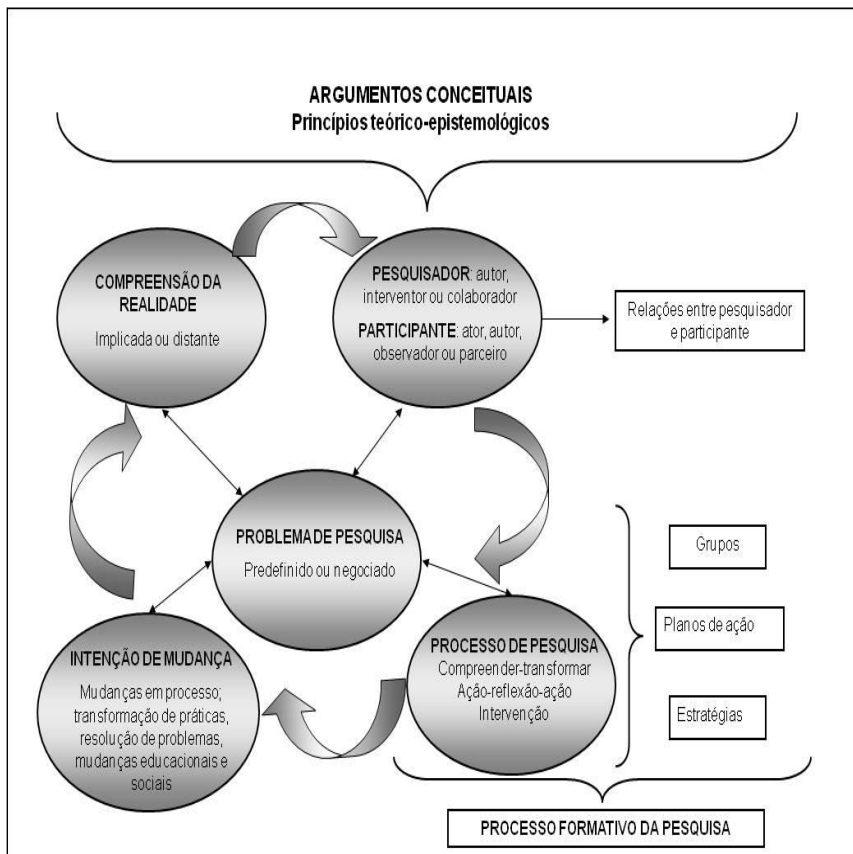 ARGUMENTOS CONCEITUAIS
Princípios teórico-epistemológicos
COMPREENSÃO DA
REALIDADE
Implicada ou distante
PESQUISADOR: autor,
interventor ou colaborador
PARTICIPANTE: ator, autor,
observador ou parceiro
Relações entre pesquisador
e participante
PROBLEMA DE PESQUISA
Predefinido ou negociado
INTENÇÃO DE MUDANÇA
Mudanças em processo;
transformação de práticas,
resolução de problemas,
mudanças educacionais e
sociais
PROCESSO DE PESQUISA
Compreender-transformar
Ação-reflexão-ação
Intervenção
Grupos
Planos de ação
Estratégias
PROCESSO FORMATIVO DA PESQUISA